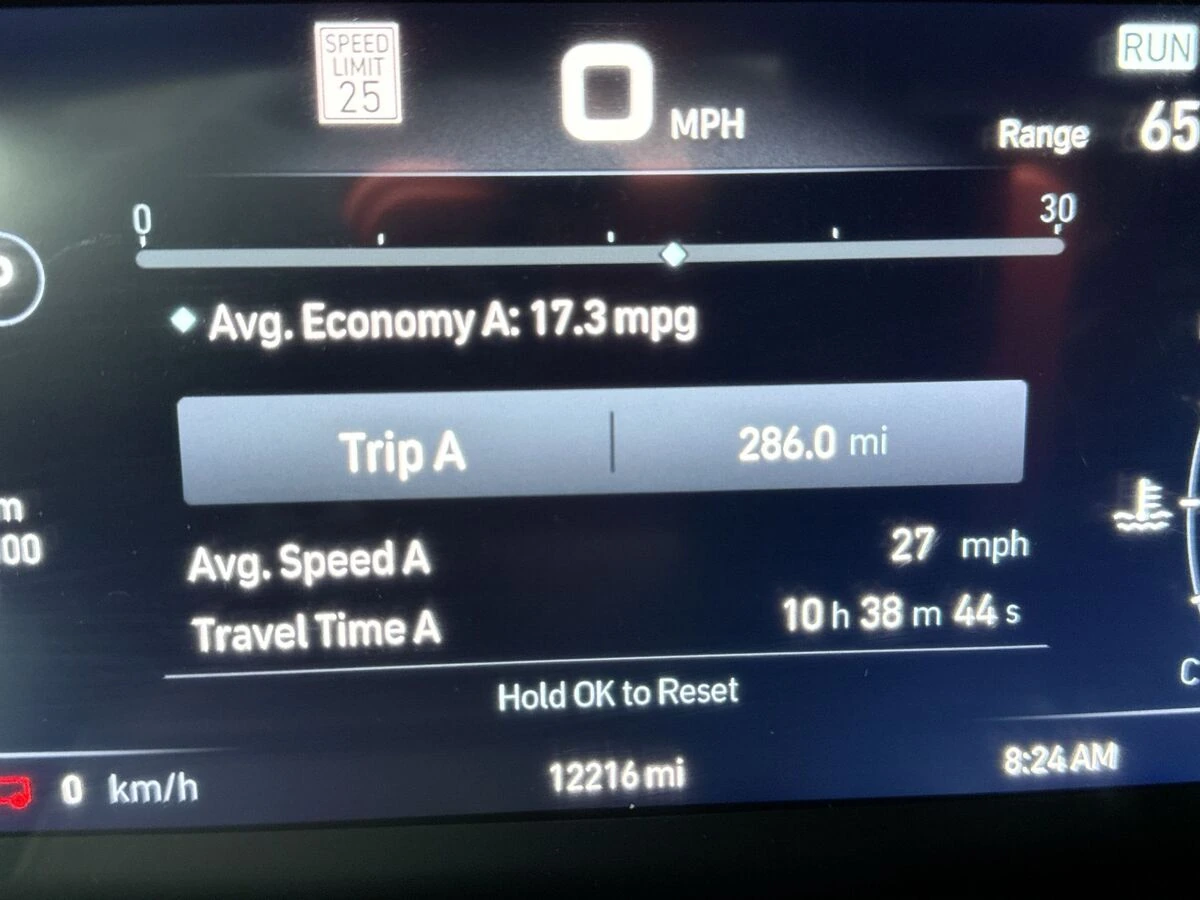 SPEED
LIMIT
25
0 MPH
RUN
Range 65
0 30
Avg. Economy A: 17.3 mpg
Trip A 286.0 mi
Avg. Speed A 27 mph
Travel Time A 10 h 38 m 44 s
Hold OK to Reset
m
00
C
0 km/h
12216 mi
8:24 AM